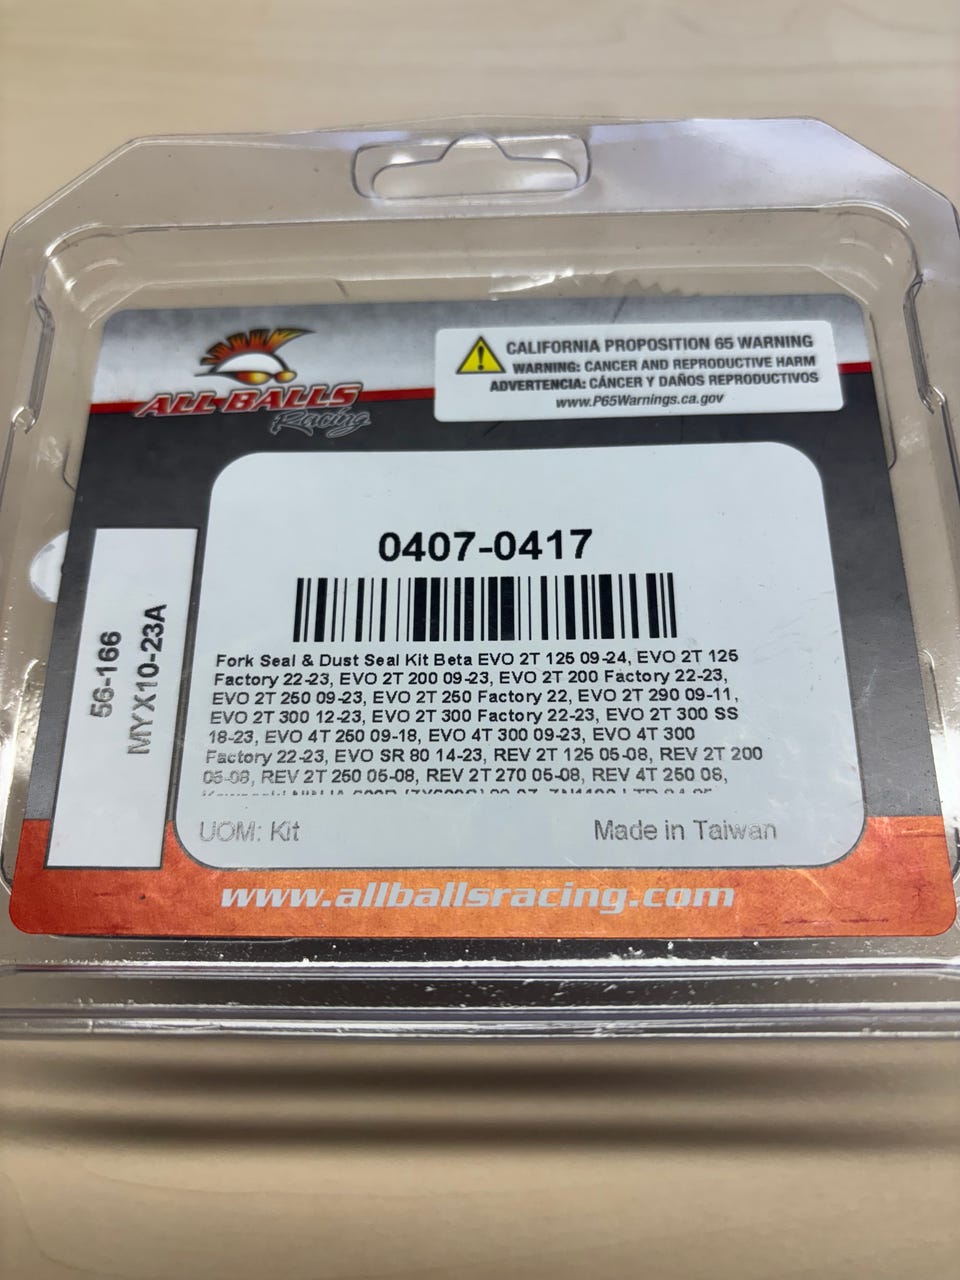 ALL BALLS
Racing
CALIFORNIA PROPOSITION 65 WARNING
WARNING: CANCER AND REPRODUCTIVE HARM
ADVERTENCIA: CÁNCER Y DAÑOS REPRODUCTIVOS
www.P65Warnings.ca.gov
56-166
MYX10-23A
0407-0417
Fork Seal & Dust Seal Kit Beta EVO 2T 125 09-24, EVO 2T 125
Factory 22-23, EVO 2T 200 09-23, EVO 2T 200 Factory 22-23,
EVO 2T 250 09-23, EVO 2T 250 Factory 22, EVO 2T 290 09-11,
EVO 2T 300 12-23, EVO 2T 300 Factory 22-23, EVO 2T 300 SS
18-23, EVO 4T 250 09-18, EVO 4T 300 09-23, EVO 4T 300
Factory 22-23, EVO SR 80 14-23, REV 2T 125 05-08, REV 2T 200
05-08, REV 2T 250 05-08, REV 2T 270 05-08, REV 4T 250 08,
UOM: Kit
Made in Taiwan
www.allballsracing.com